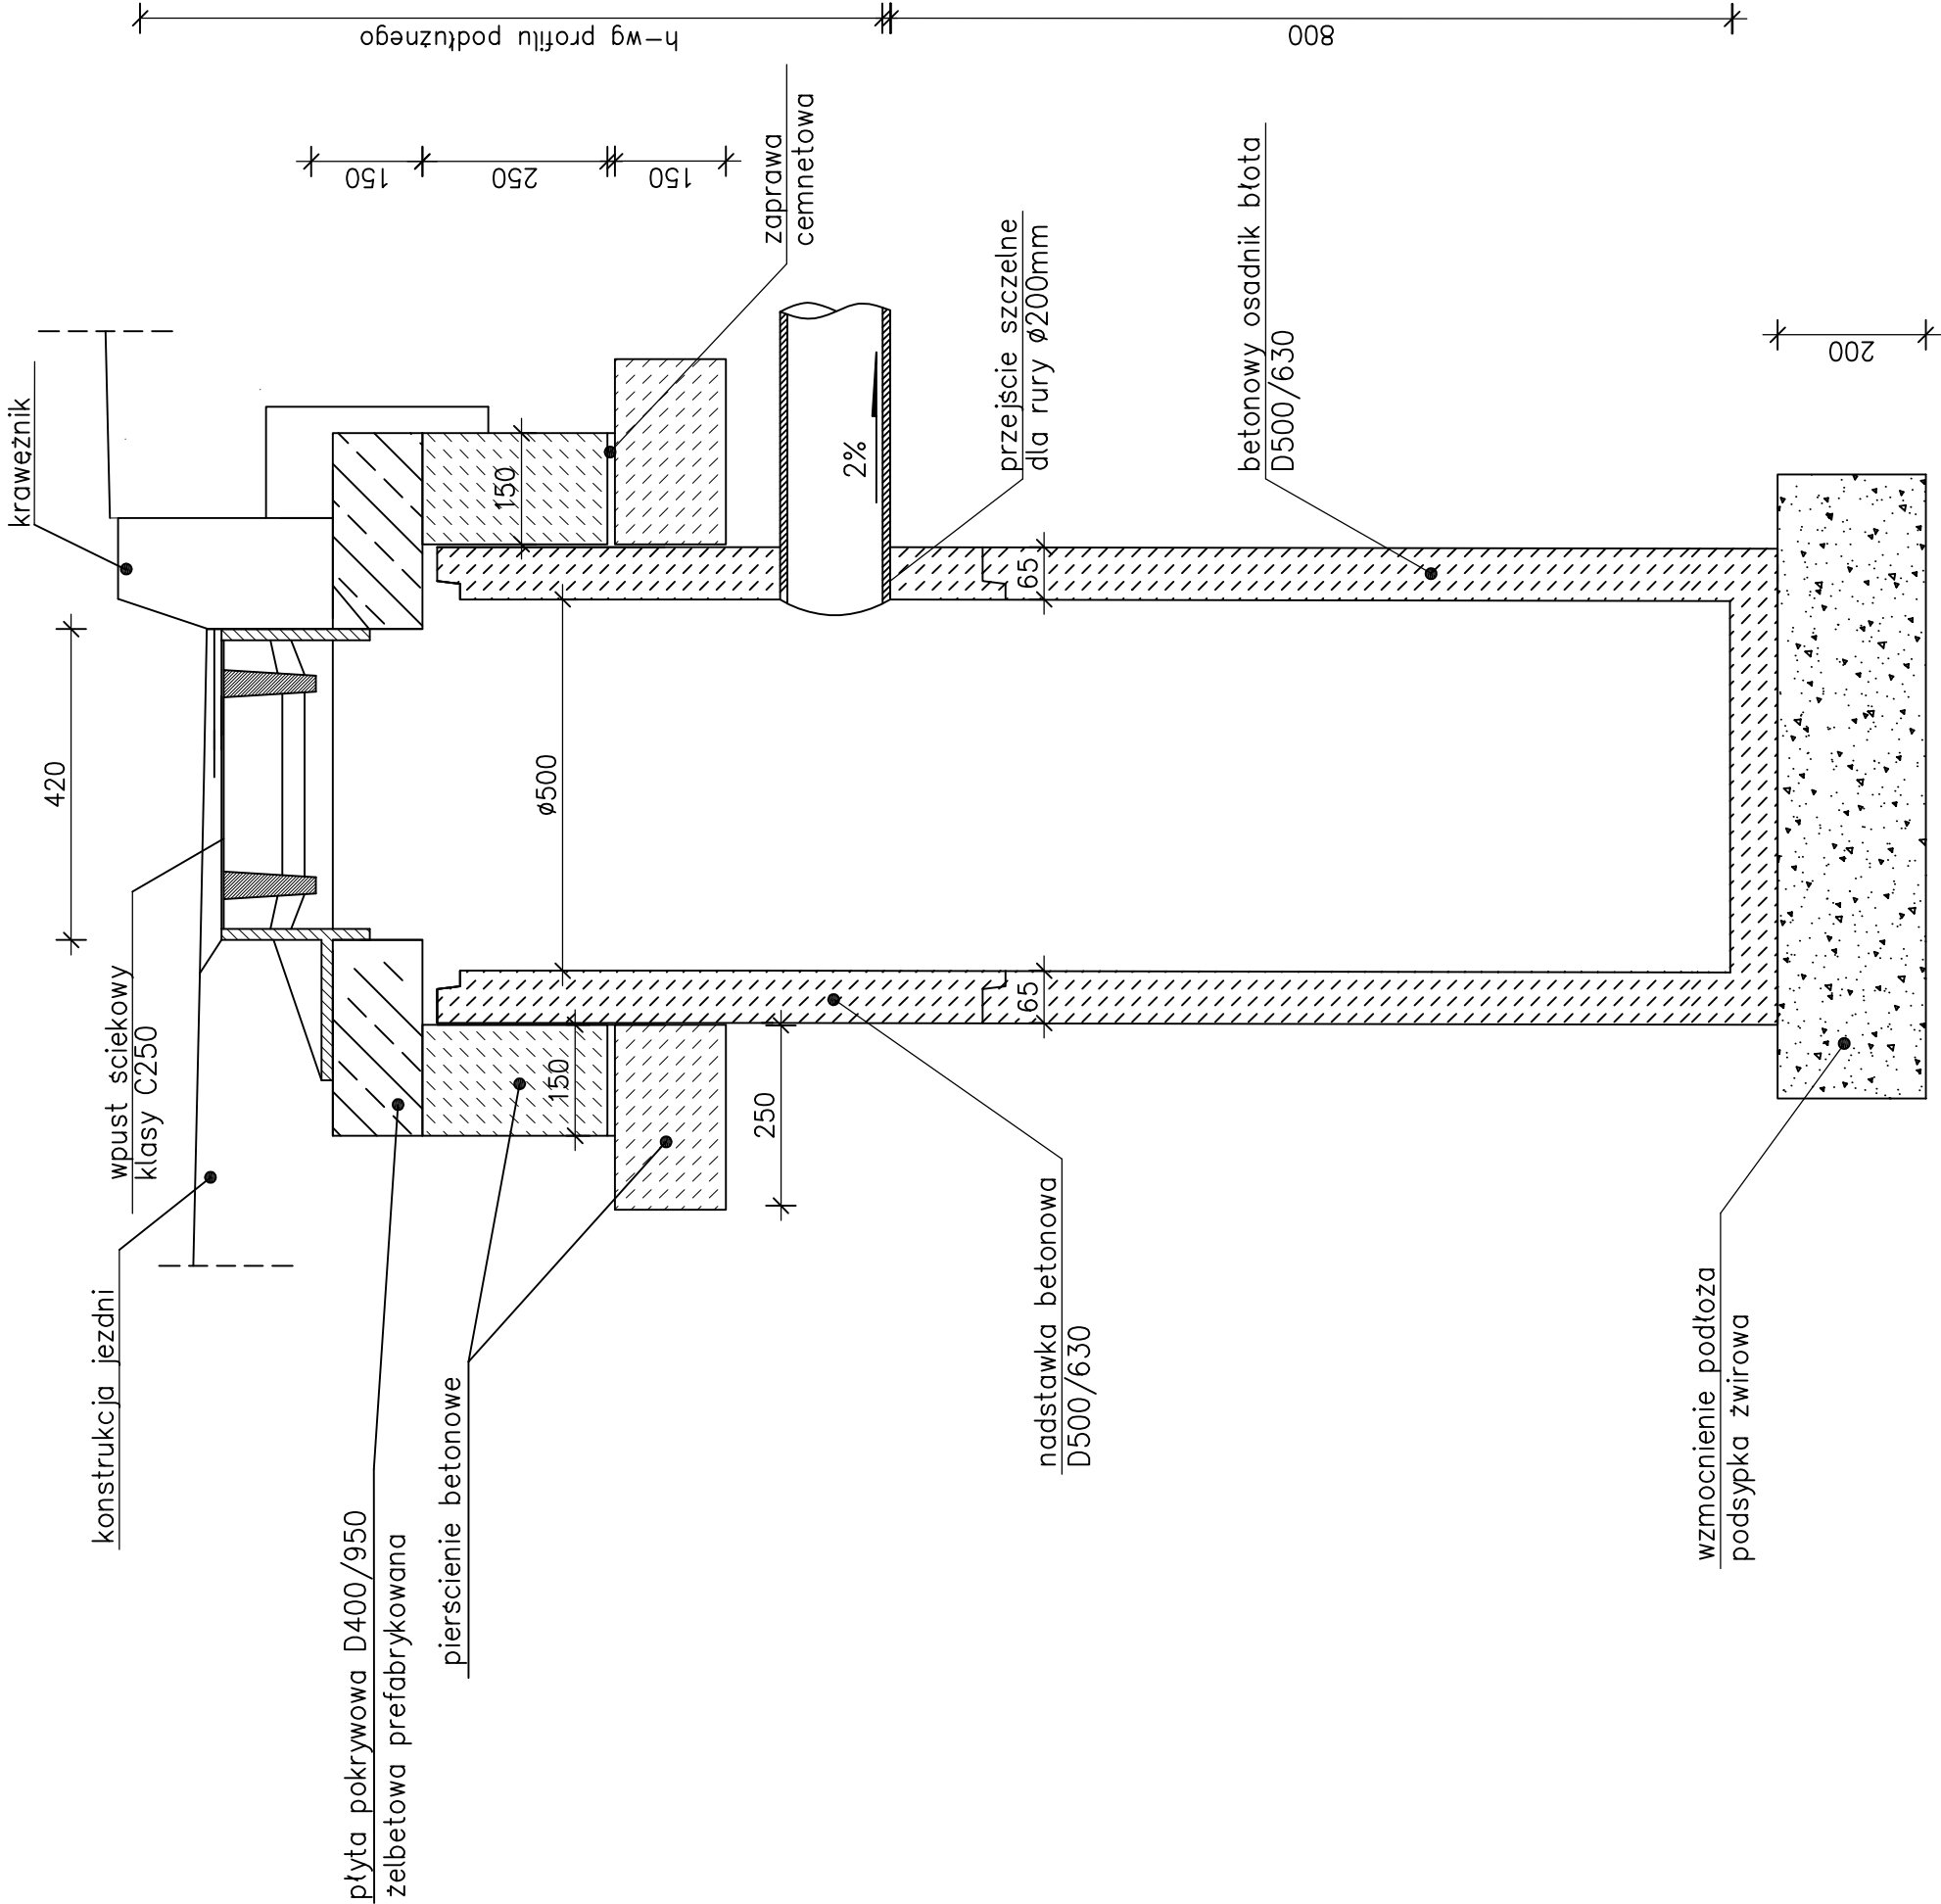 krawężnik
420
wpust ściekowy
klasy C250
konstrukcja jezdni
płyta pokrywowa D400/950
żelbetowa prefabrykowana
pierścienie betonowe
h-wg profilu podłużnego
800
150
250
150
zaprawa
cemnetowa
150
150
250
ø500
2%
przejście szczelne
dla rury ø200mm
65
65
betonowy osadnik błota
D500/630
nadstawka betonowa
D500/630
200
wzmocnienie podłoża
podsypka żwirowa